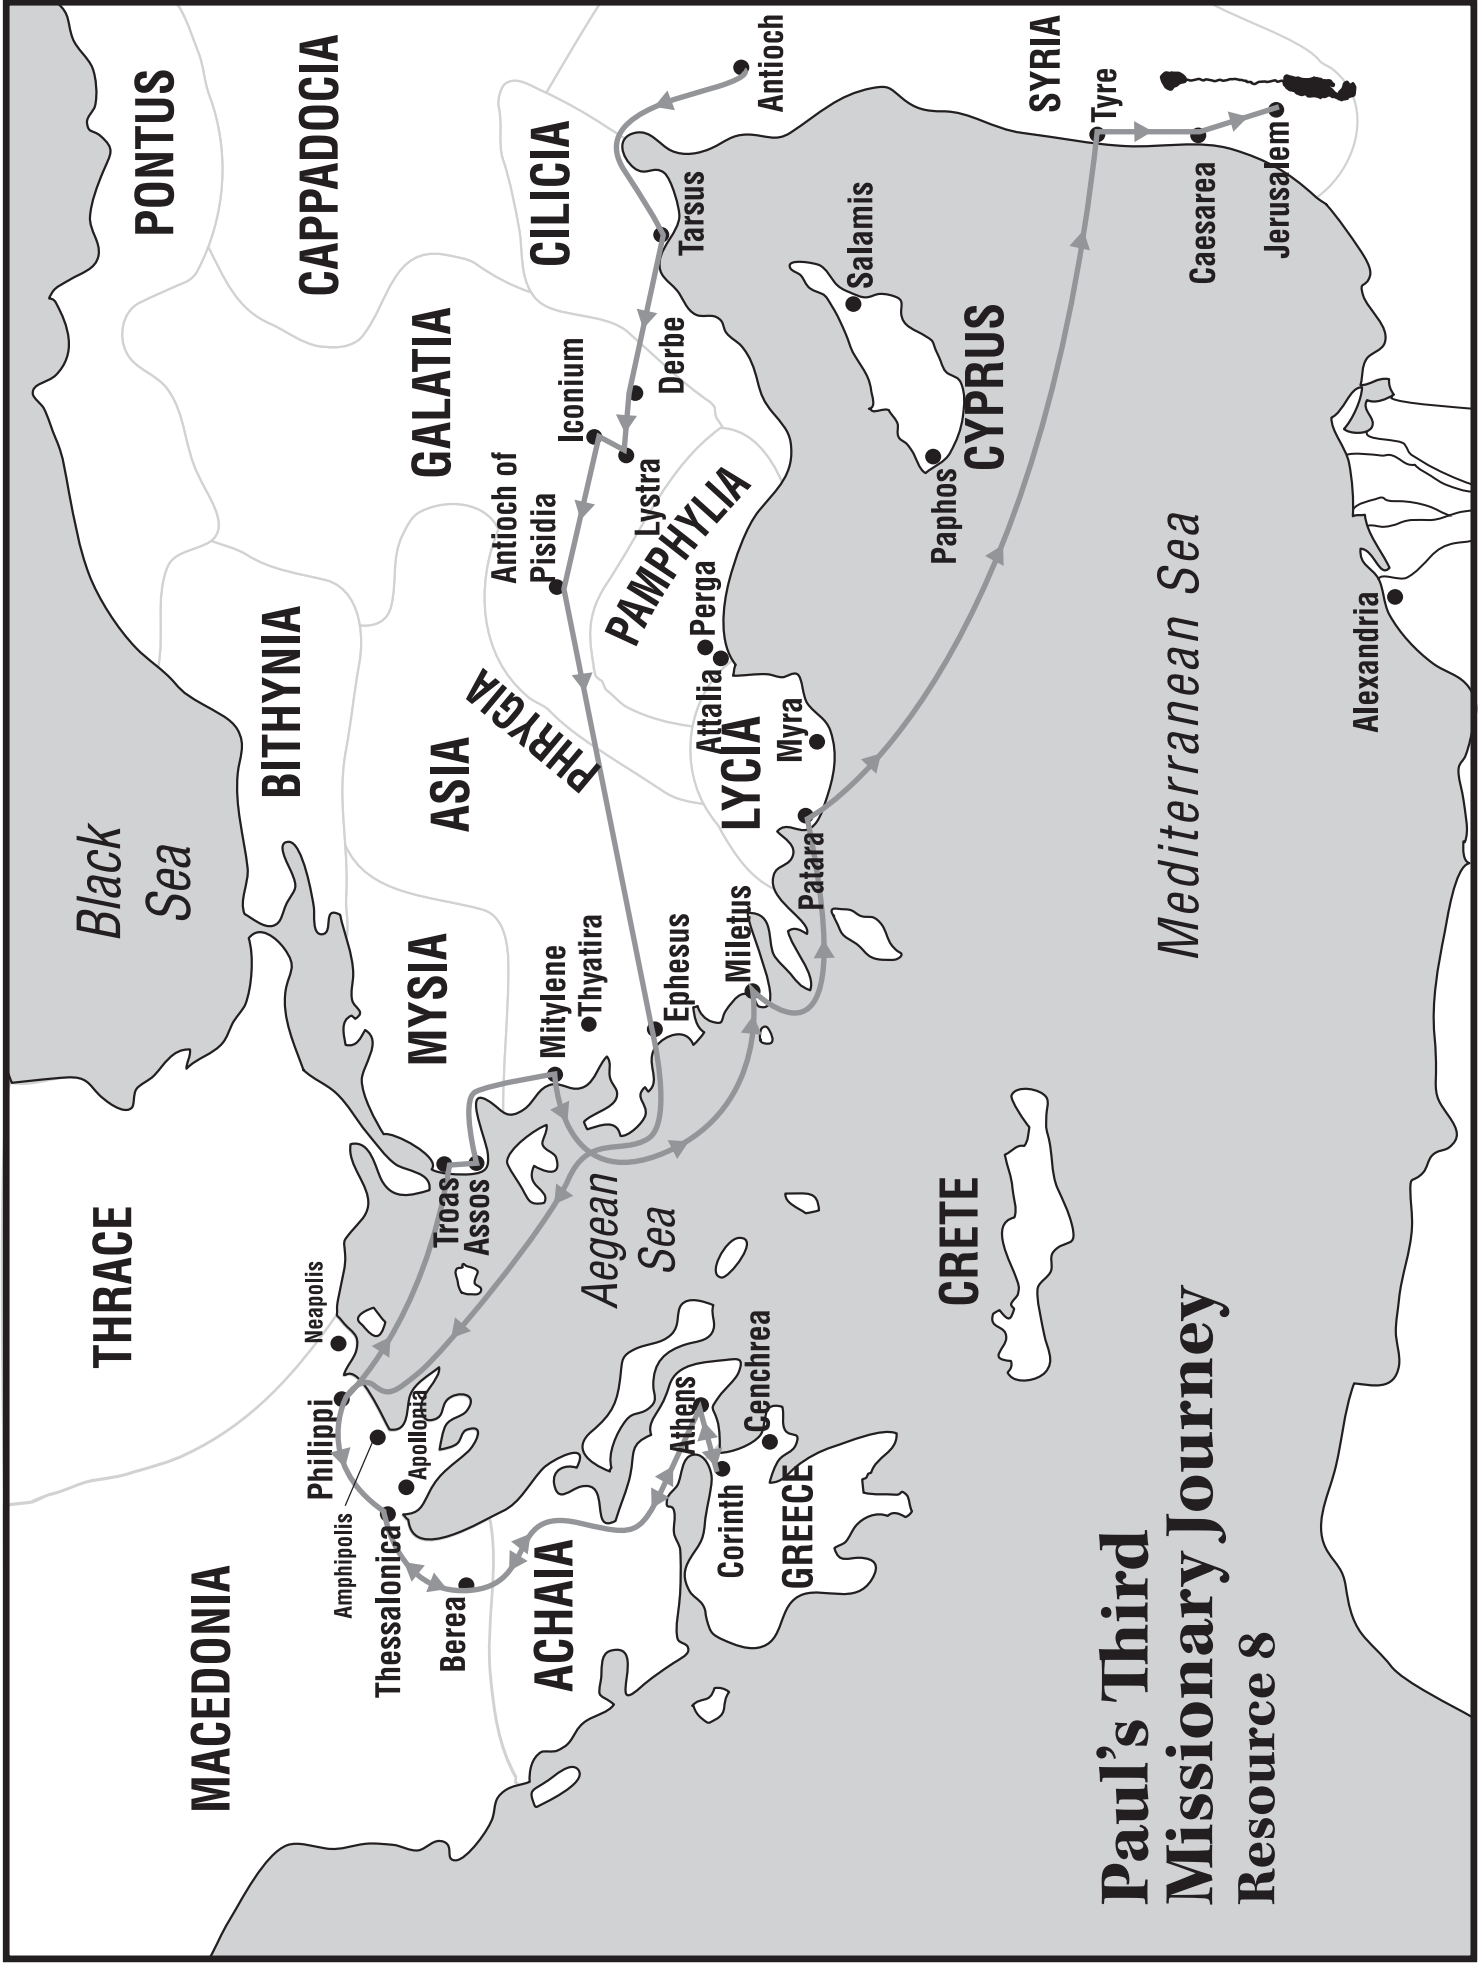 Paul's Third
Missionary Journey
Resource 8
MACEDONIA
THRACE
Black
Sea
BITHYNIA
PONTUS
CAPPADOCIA
GALATIA
CILICIA
ASIA
MYSIA
PHRYGIA
PAMPHYLIA
LYCIA
ACHAIA
GREECE
CRETE
CYPRUS
SYRIA
Aegean
Sea
Mediterranean Sea
Philippi
Neapolis
Amphipolis
Apollonia
Thessalonica
Berea
Athens
Corinth
Cenchrea
Troas
Assos
Mitylene
Thyatira
Ephesus
Miletus
Patara
Myra
Attalia
Perga
Antioch of
Pisidia
Iconium
Lystra
Derbe
Tarsus
Antioch
Salamis
Paphos
Tyre
Caesarea
Jerusalem
Alexandria